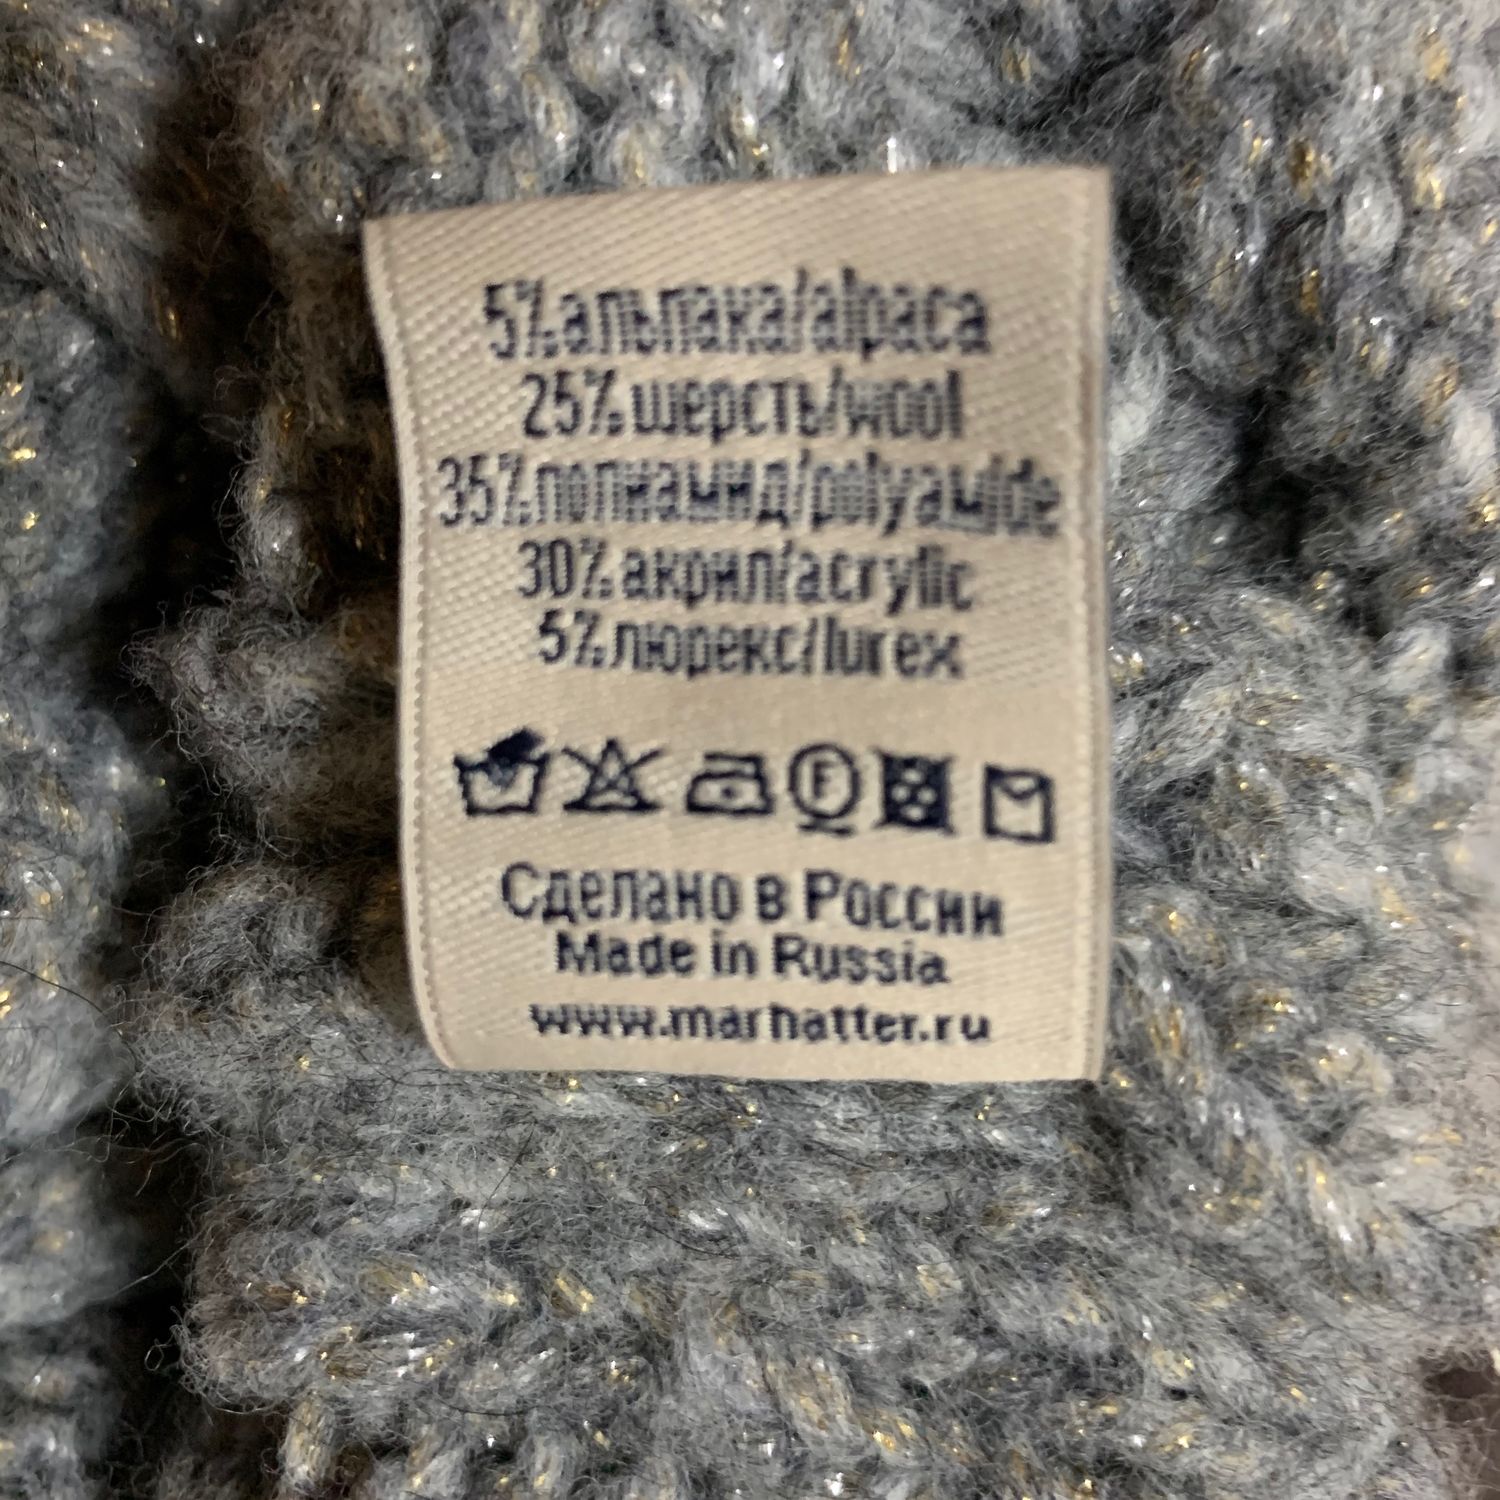 5%альпака/alpaca
25%шерсть/wool
35%полиамид/polyamide
30%акрил/acrylic
5%люрекс/lurex
F
Сделано в России
Made in Russia
www.marhatter.ru